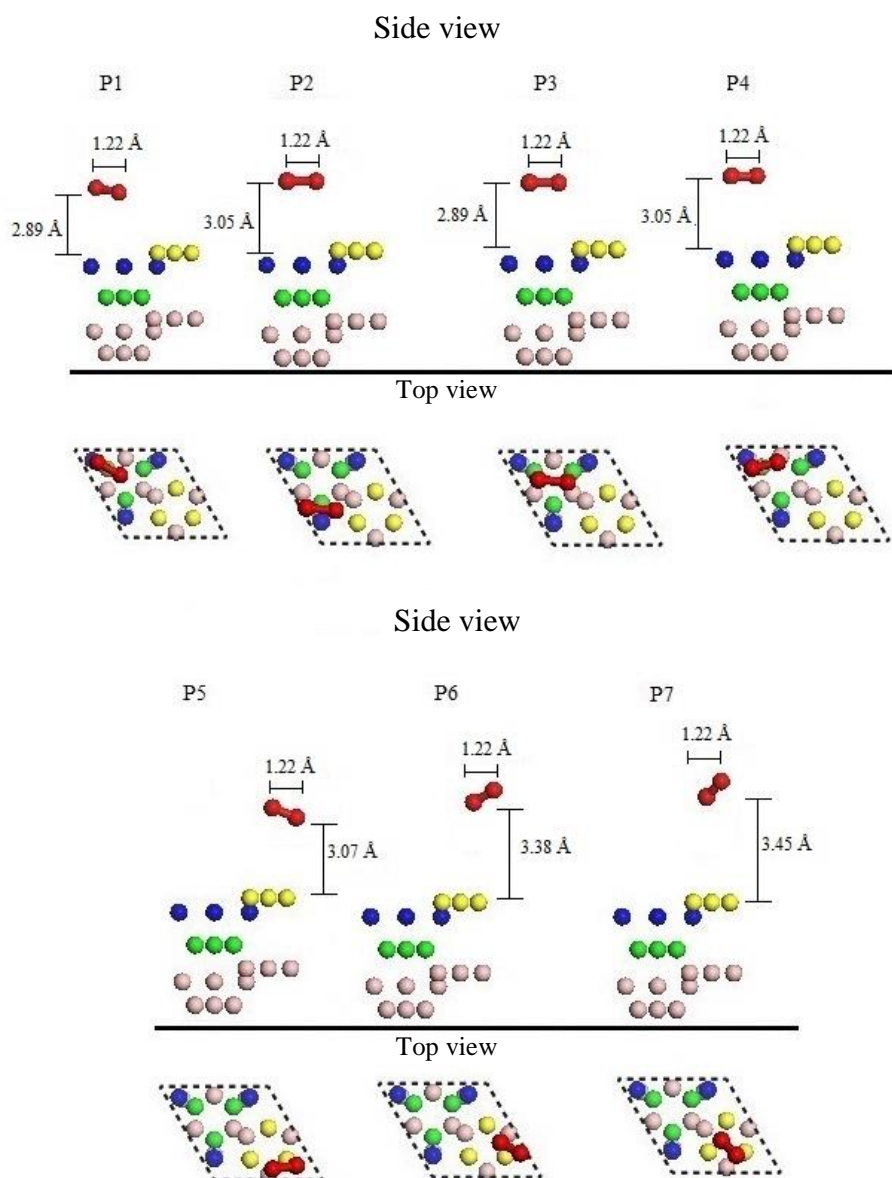 Side view
P1 P2 P3 P4
1.22 Å 1.22 Å 1.22 Å 1.22 Å
2.89 Å 3.05 Å 2.89 Å 3.05 Å
Top view
Side view
P5 P6 P7
1.22 Å 1.22 Å 1.22 Å
3.07 Å 3.38 Å 3.45 Å
Top view